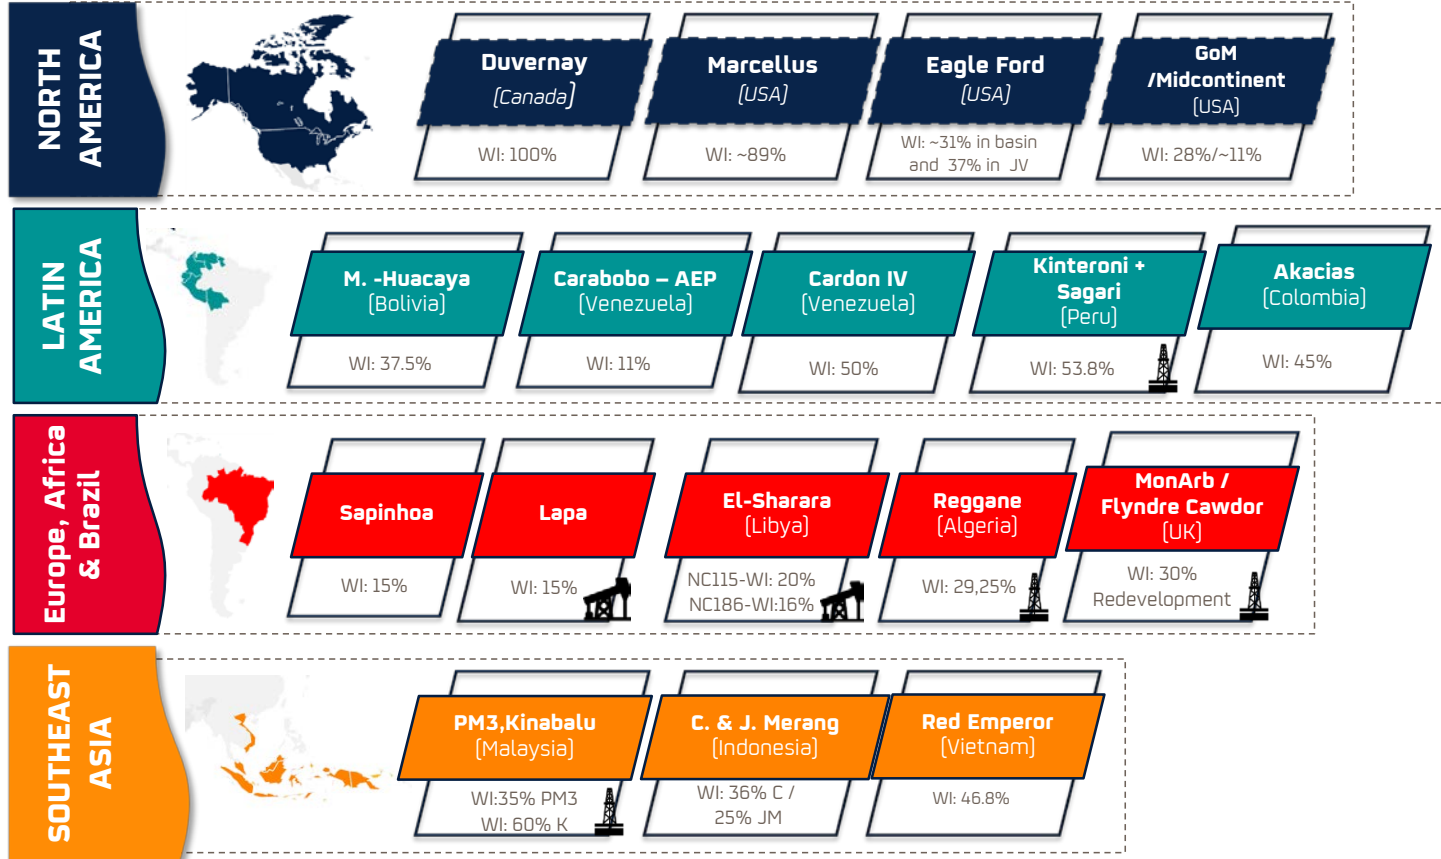 NORTH
AMERICA
Duvernay
(Canada)
WI: 100%
Marcellus
(USA)
WI: ~89%
Eagle Ford
(USA)
WI: ~31% in basin
and 37% in JV
GoM
/Midcontinent
(USA)
WI: 28%/~11%
LATIN
AMERICA
M. -Huacaya
(Bolivia)
WI: 37.5%
Carabobo – AEP
(Venezuela)
WI: 11%
Cardon IV
(Venezuela)
WI: 50%
Kinteroni +
Sagari
(Peru)
WI: 53.8%
Akacias
(Colombia)
WI: 45%
Europe, Africa
& Brazil
Sapinhoa
WI: 15%
Lapa
WI: 15%
El-Sharara
(Libya)
NC115-WI: 20%
NC186-WI:16%
Reggane
(Algeria)
WI: 29,25%
MonArb /
Flyndre Cawdor
(UK)
WI: 30%
Redevelopment
SOUTHEAST
ASIA
PM3,Kinabalu
(Malaysia)
WI:35% PM3
WI: 60% K
C. & J. Merang
(Indonesia)
WI: 36% C /
25% JM
Red Emperor
(Vietnam)
WI: 46.8%